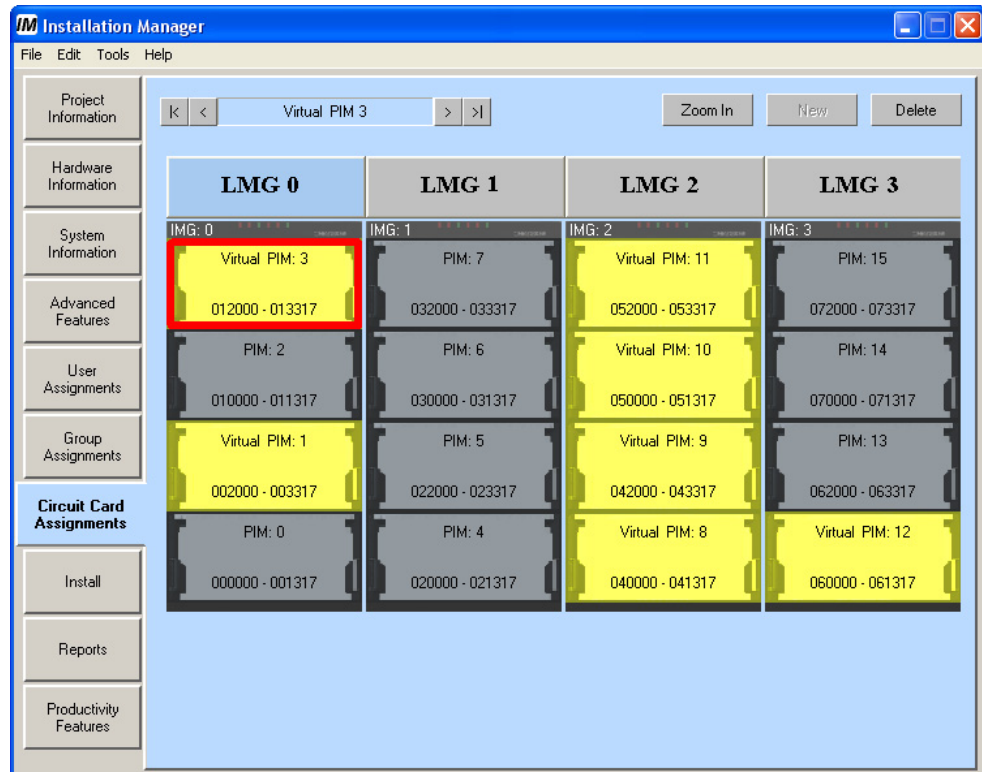 IM Installation Manager
File Edit Tools Help
Project
Information
Hardware
Information
System
Information
Advanced
Features
User
Assignments
Group
Assignments
Circuit Card
Assignments
Install
Reports
Productivity
Features
|< < Virtual PIM 3 > >| Zoom In New Delete
LMG 0 LMG 1 LMG 2 LMG 3
IMG: 0 IMG: 1 IMG: 2 IMG: 3
Virtual PIM: 3 PIM: 7 Virtual PIM: 11 PIM: 15
012000 - 013317 032000 - 033317 052000 - 053317 072000 - 073317
PIM: 2 PIM: 6 Virtual PIM: 10 PIM: 14
010000 - 011317 030000 - 031317 050000 - 051317 070000 - 071317
Virtual PIM: 1 PIM: 5 Virtual PIM: 9 PIM: 13
002000 - 003317 022000 - 023317 042000 - 043317 062000 - 063317
PIM: 0 PIM: 4 Virtual PIM: 8 Virtual PIM: 12
000000 - 001317 020000 - 021317 040000 - 041317 060000 - 061317